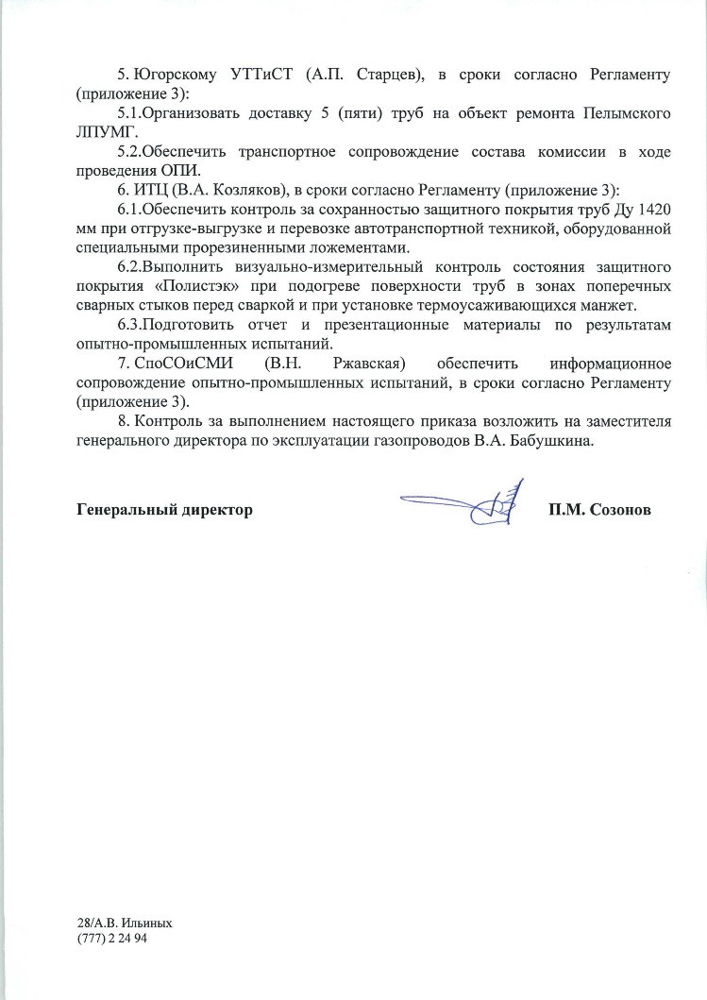 5. Югорскому УТТиСТ (А.П. Старцев), в сроки согласно Регламенту
(приложение 3):
5.1.Организовать доставку 5 (пяти) труб на объект ремонта Пелымского
ЛПУМГ.
5.2.Обеспечить транспортное сопровождение состава комиссии в ходе
проведения ОПИ.
6. ИТЦ (В.А. Козляков), в сроки согласно Регламенту (приложение 3):
6.1.Обеспечить контроль за сохранностью защитного покрытия труб Ду 1420
мм при отгрузке-выгрузке и перевозке автотранспортной техникой, оборудованной
специальными прорезиненными ложементами.
6.2.Выполнить визуально-измерительный контроль состояния защитного
покрытия «Полистэк» при подогреве поверхности труб в зонах поперечных
сварных стыков перед сваркой и при установке термоусаживающихся манжет.
6.3.Подготовить отчет и презентационные материалы по результатам
опытно-промышленных испытаний.
7. СпоСОиСМИ (В.Н. Ржавская) обеспечить информационное
сопровождение опытно-промышленных испытаний, в сроки согласно Регламенту
(приложение 3).
8. Контроль за выполнением настоящего приказа возложить на заместителя
генерального директора по эксплуатации газопроводов В.А. Бабушкина.
Генеральный директор П.М. Созонов
28/А.В. Ильиных
(777) 2 24 94